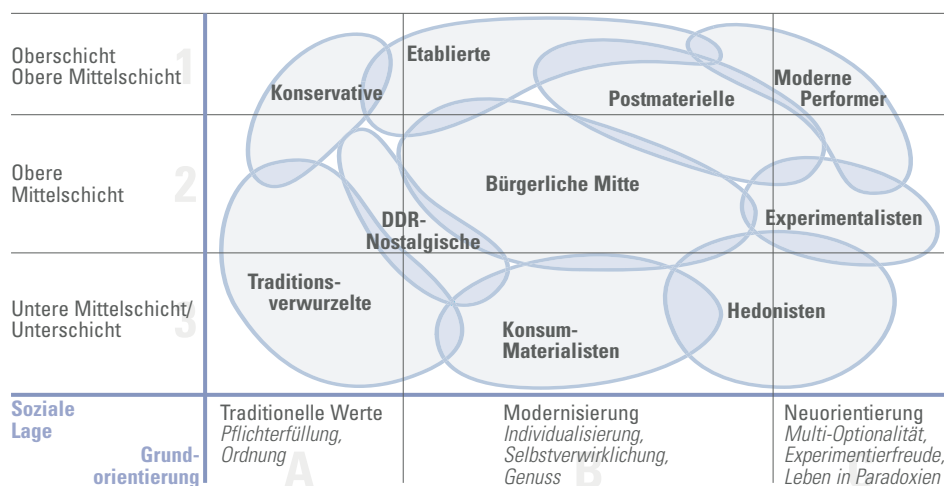 Oberschicht
Obere Mittelschicht
1
Konservative
Etablierte
Postmaterielle
Moderne
Performer
Obere
Mittelschicht
2
DDR-
Nostalgische
Bürgerliche Mitte
Experimentalisten
Untere Mittelschicht/
Unterschicht
3
Traditions-
verwurzelte
Konsum-
Materialisten
Hedonisten
Soziale
Lage
Grund-
orientierung
Traditionelle Werte
Pflichterfüllung,
Ordnung
A
Modernisierung
Individualisierung,
Selbstverwirklichung,
Genuss
B
Neuorientierung
Multi-Optionalität,
Experimentierfreude,
Leben in Paradoxien